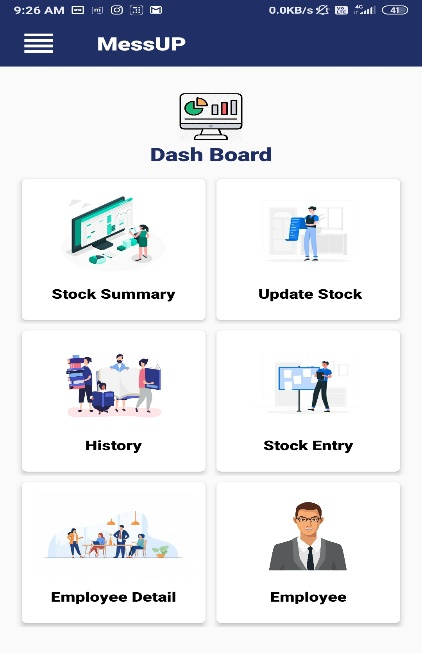 9:26 AM
0.0KB/s
4G
41
MessUP
Dash Board
Stock Summary
Update Stock
History
Stock Entry
Employee Detail
Employee